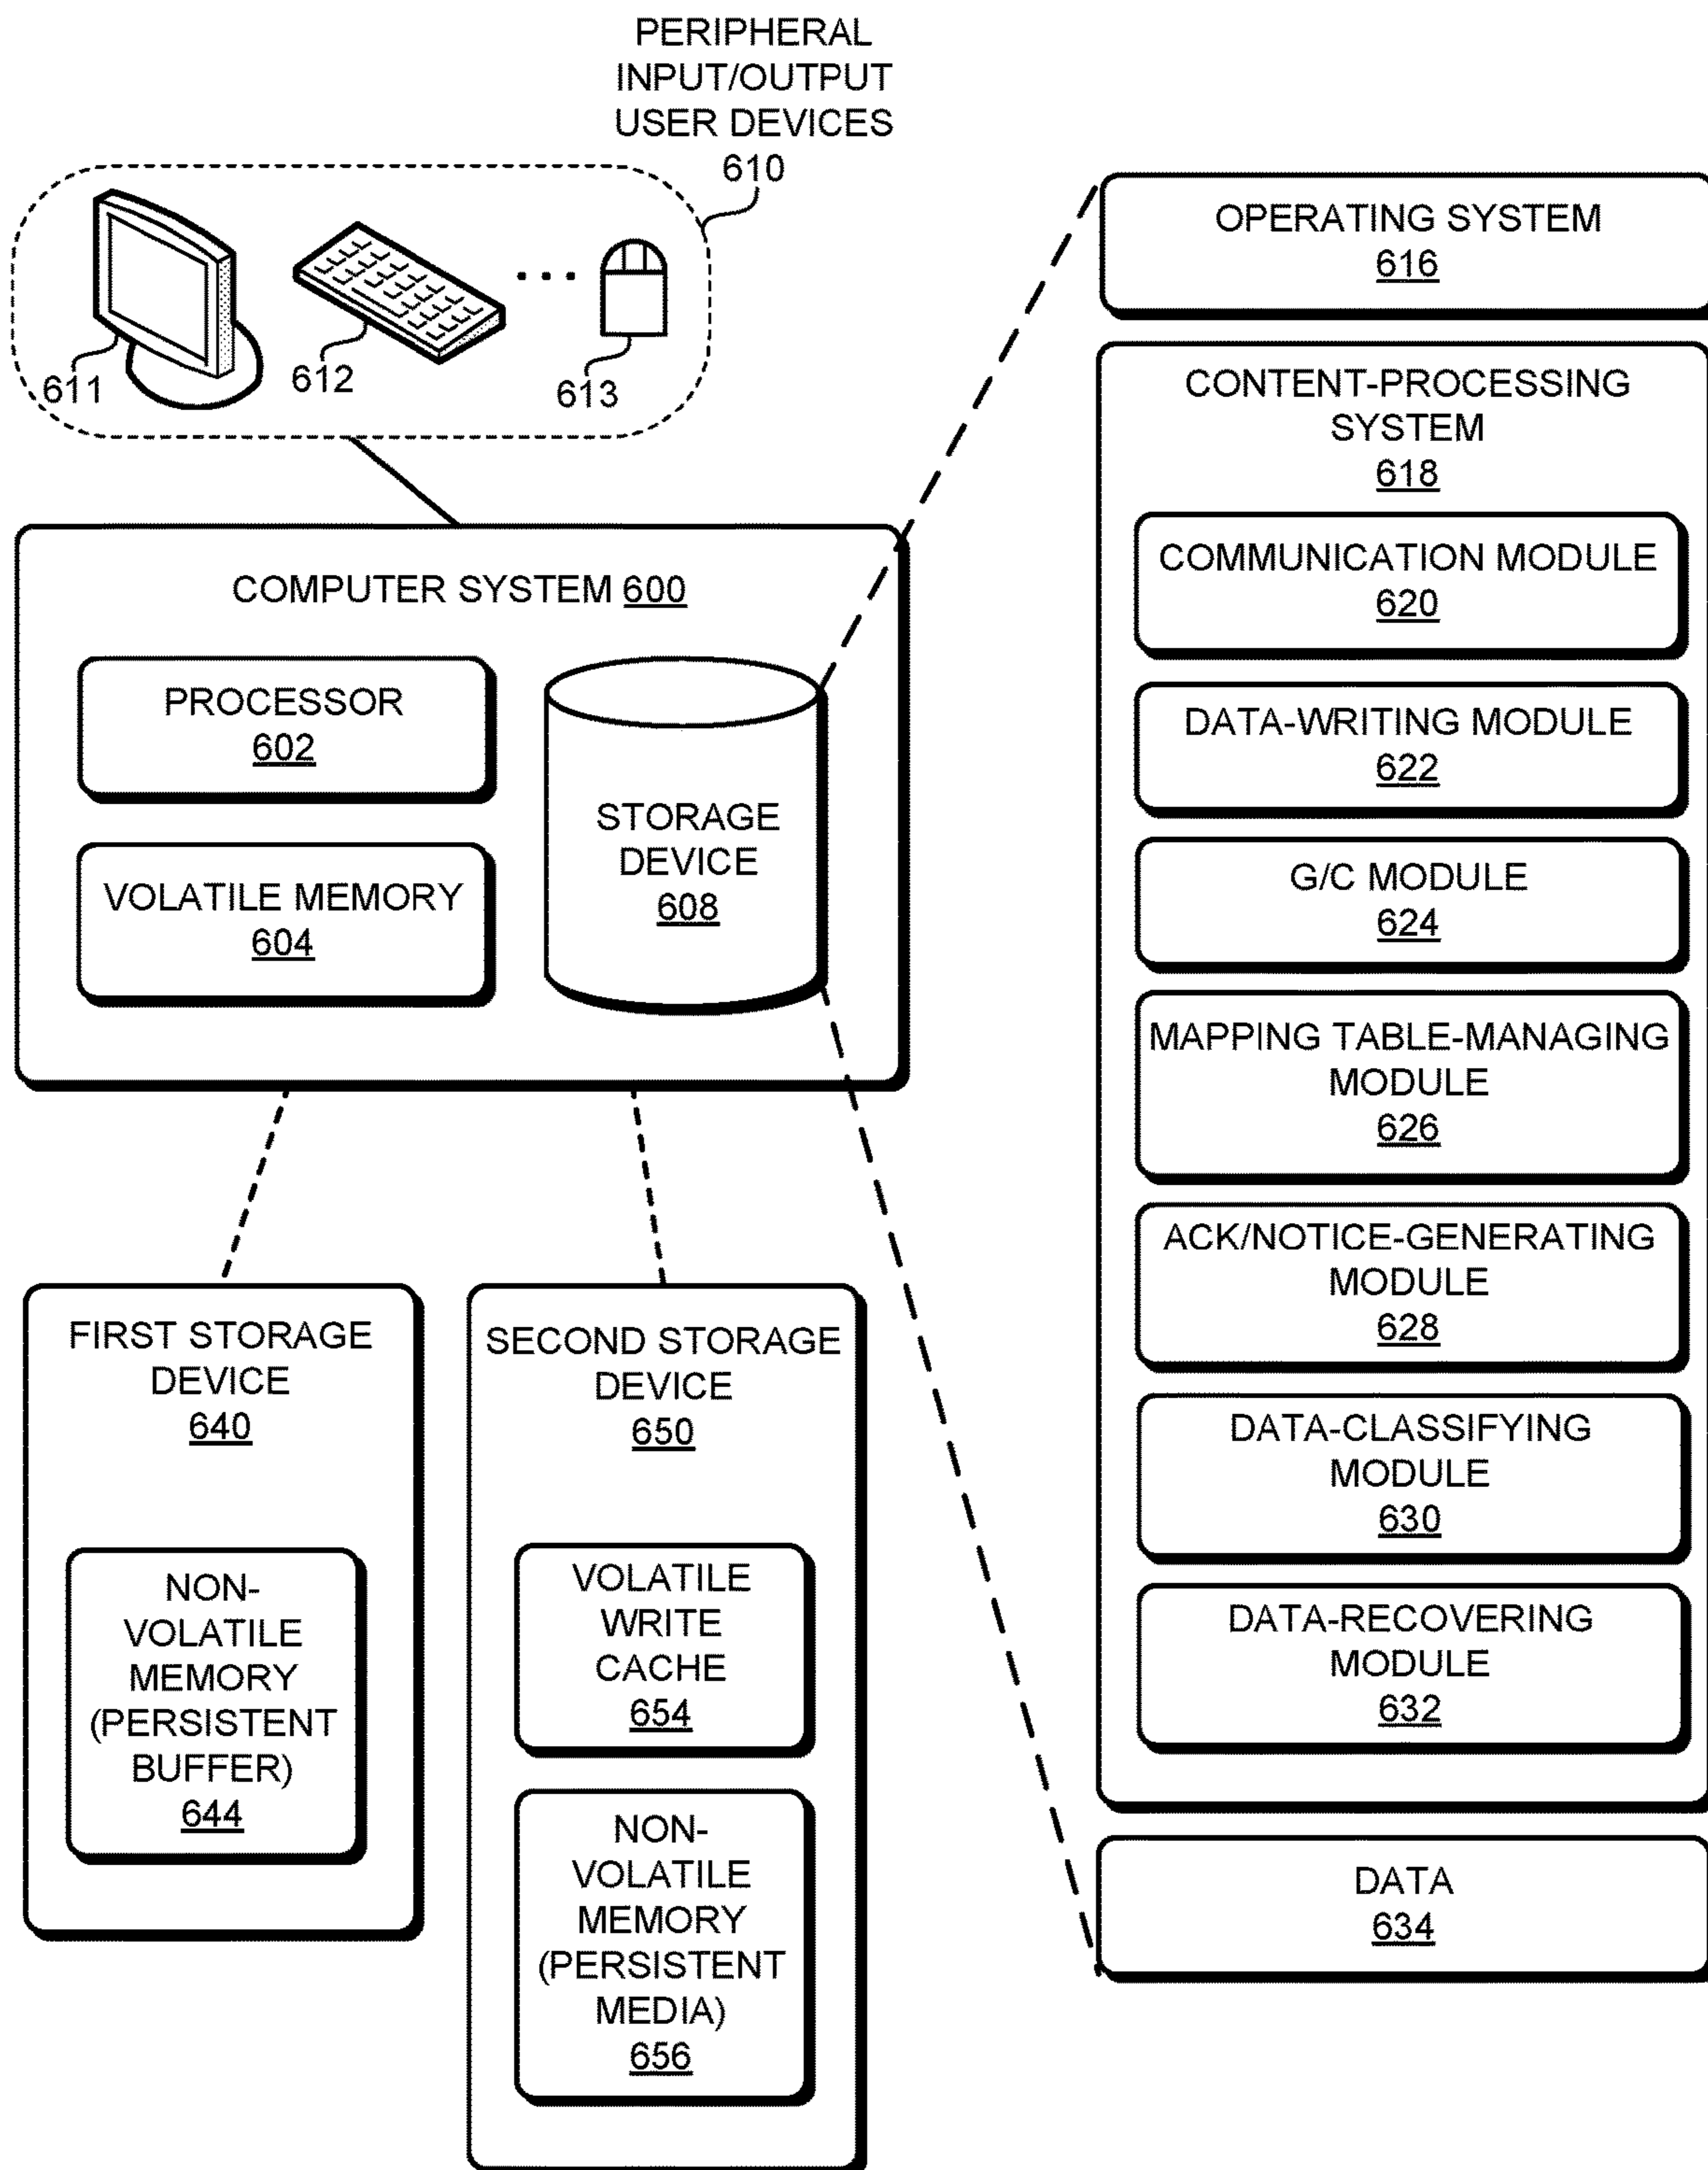 PERIPHERAL
INPUT/OUTPUT
USER DEVICES
610
611
612
613
COMPUTER SYSTEM 600
PROCESSOR
602
VOLATILE MEMORY
604
STORAGE
DEVICE
608
FIRST STORAGE
DEVICE
640
NON-
VOLATILE
MEMORY
(PERSISTENT
BUFFER)
644
SECOND STORAGE
DEVICE
650
VOLATILE
WRITE
CACHE
654
NON-
VOLATILE
MEMORY
(PERSISTENT
MEDIA)
656
OPERATING SYSTEM
616
CONTENT-PROCESSING
SYSTEM
618
COMMUNICATION MODULE
620
DATA-WRITING MODULE
622
G/C MODULE
624
MAPPING TABLE-MANAGING
MODULE
626
ACK/NOTICE-GENERATING
MODULE
628
DATA-CLASSIFYING
MODULE
630
DATA-RECOVERING
MODULE
632
DATA
634